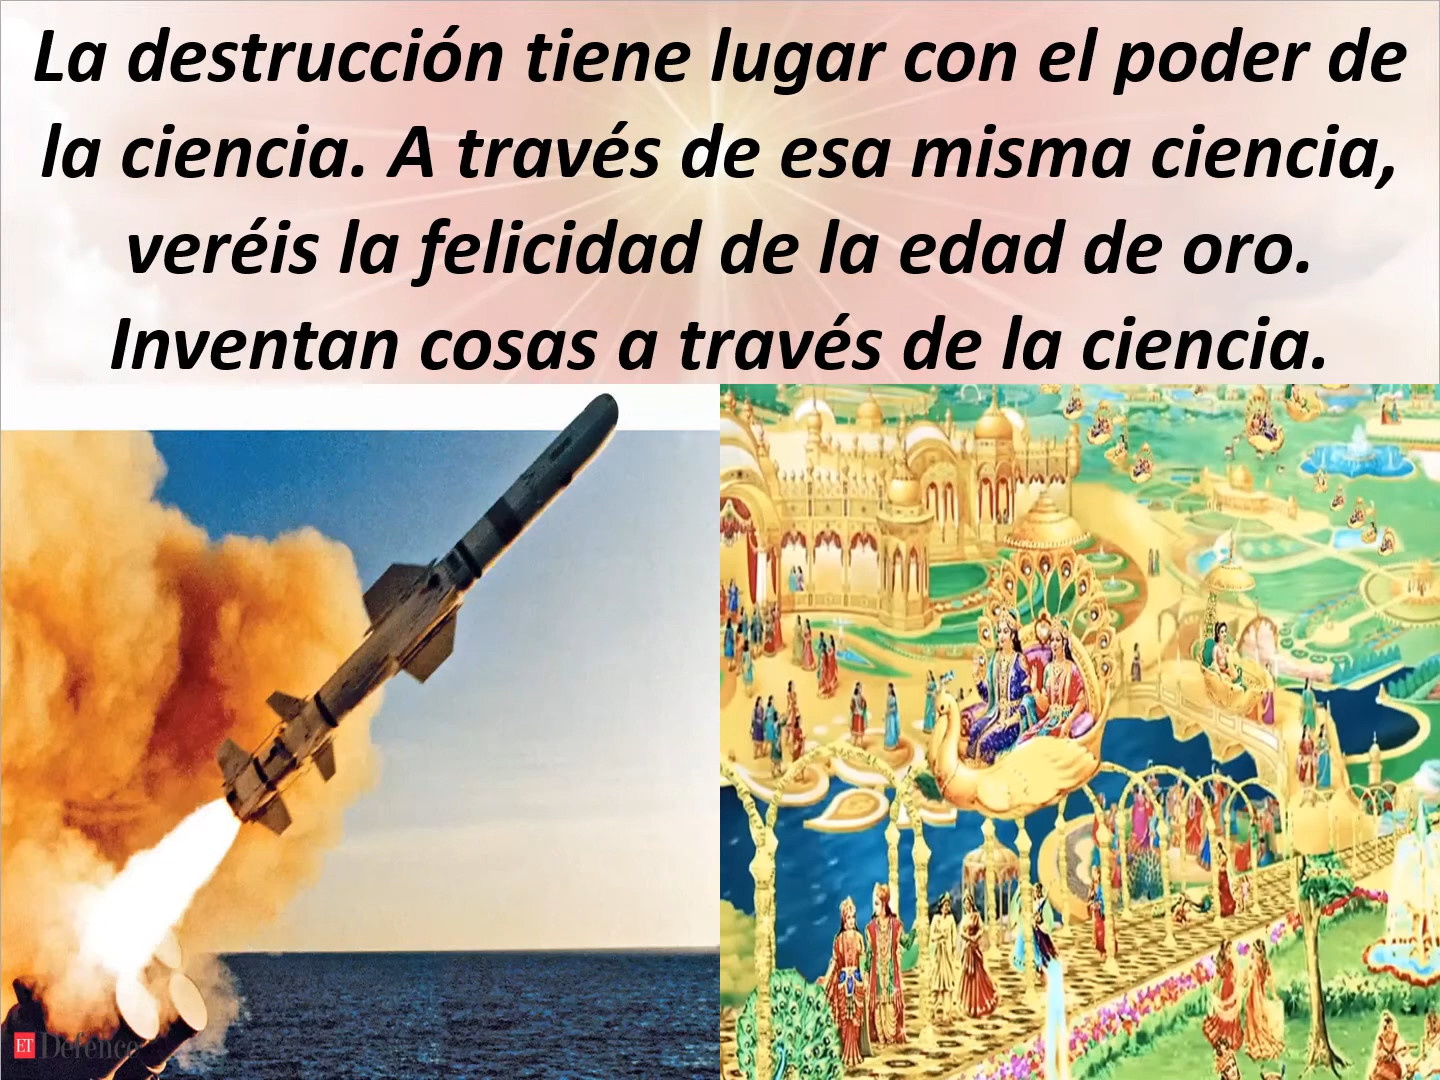 La destrucción tiene lugar con el poder de
la ciencia. A través de esa misma ciencia,
veréis la felicidad de la edad de oro.
Inventan cosas a través de la ciencia.
ET Defence